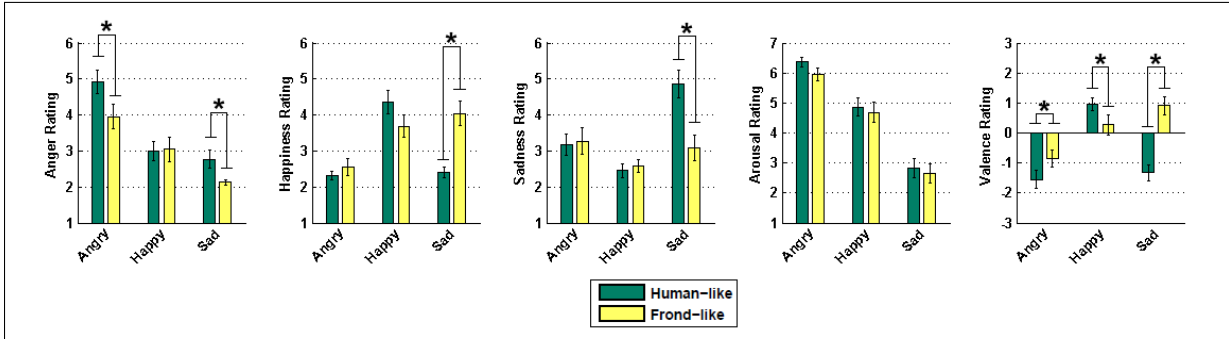 Anger Rating
6
5
4
3
2
1
*
*
Angry
Happy
Sad
Happiness Rating
6
5
4
3
2
1
*
Angry
Happy
Sad
Sadness Rating
6
5
4
3
2
1
*
Angry
Happy
Sad
Arousal Rating
7
6
5
4
3
2
1
Angry
Happy
Sad
Valence Rating
3
2
1
0
-1
-2
-3
*
*
*
Angry
Happy
Sad
Human-like
Frond-like